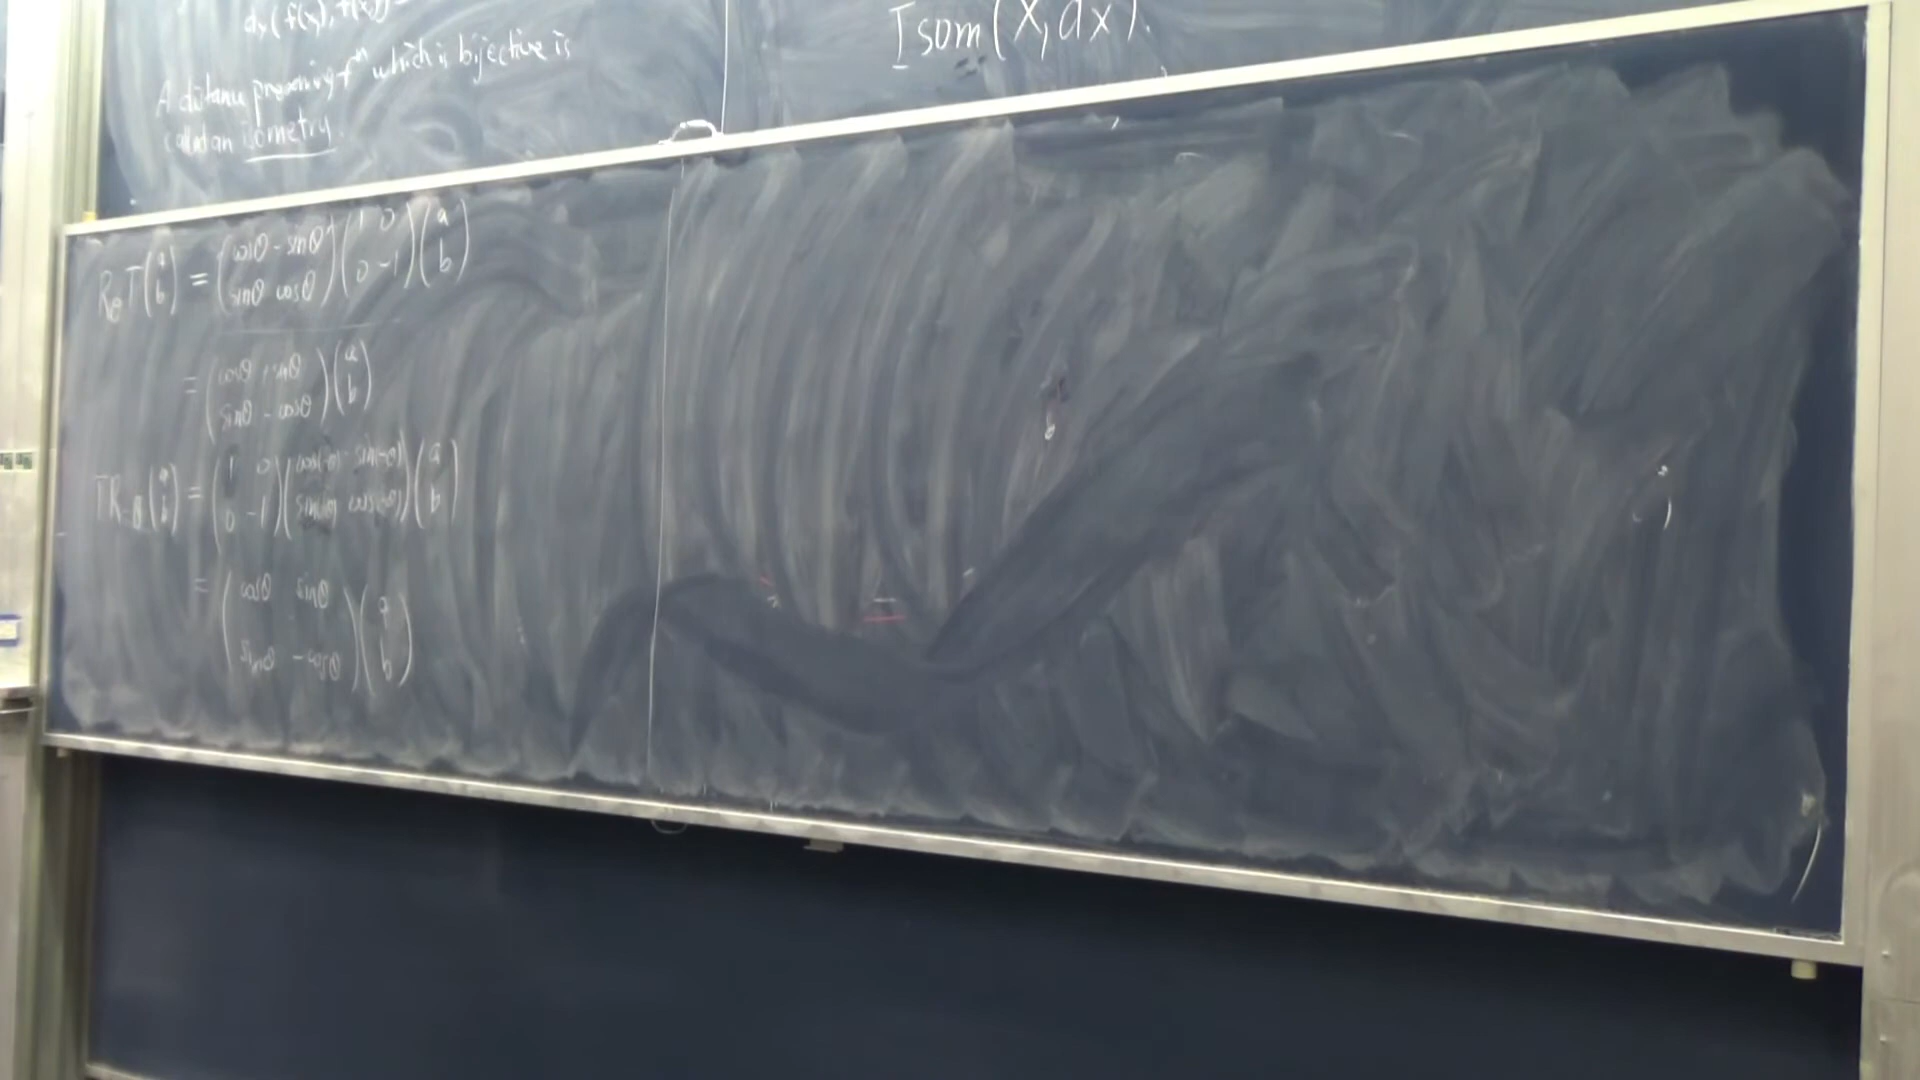 A distance preserving fⁿ which is bijective is
called an isometry.
Isom(X, dx).
R_θ T (a b) = (cosθ - sinθ sinθ cosθ) (1 0 0 -1) (a b)
= (cosθ sinθ sinθ - cosθ) (a b)
T R_-θ (a b) = (1 0 0 -1) (cos(-θ) - sin(-θ) sin(-θ) cos(-θ)) (a b)
= (cosθ sinθ sinθ - cosθ) (a b)